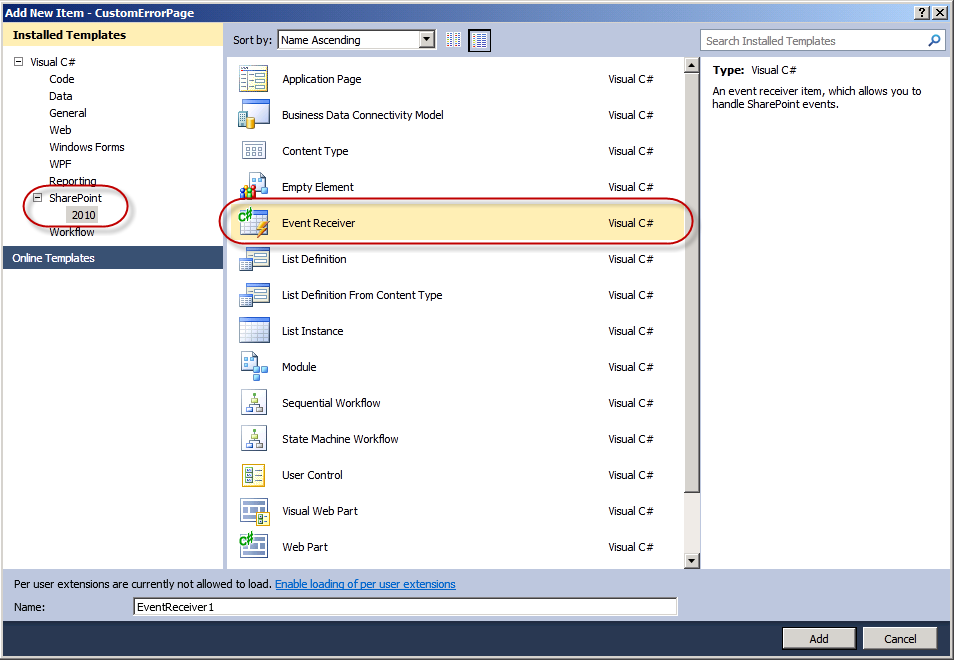 Add New Item - CustomErrorPage
Installed Templates
Sort by: Name Ascending
Search Installed Templates
Visual C#
Code
Data
General
Web
Windows Forms
WPF
Reporting
SharePoint
2010
Workflow
Online Templates
Application Page Visual C#
Business Data Connectivity Model Visual C#
Content Type Visual C#
Empty Element Visual C#
Event Receiver Visual C#
List Definition Visual C#
List Definition From Content Type Visual C#
List Instance Visual C#
Module Visual C#
Sequential Workflow Visual C#
State Machine Workflow Visual C#
User Control Visual C#
Visual Web Part Visual C#
Web Part Visual C#
Type: Visual C#
An event receiver item, which allows you to
handle SharePoint events.
Per user extensions are currently not allowed to load. Enable loading of per user extensions
Name: EventReceiver1
Add Cancel